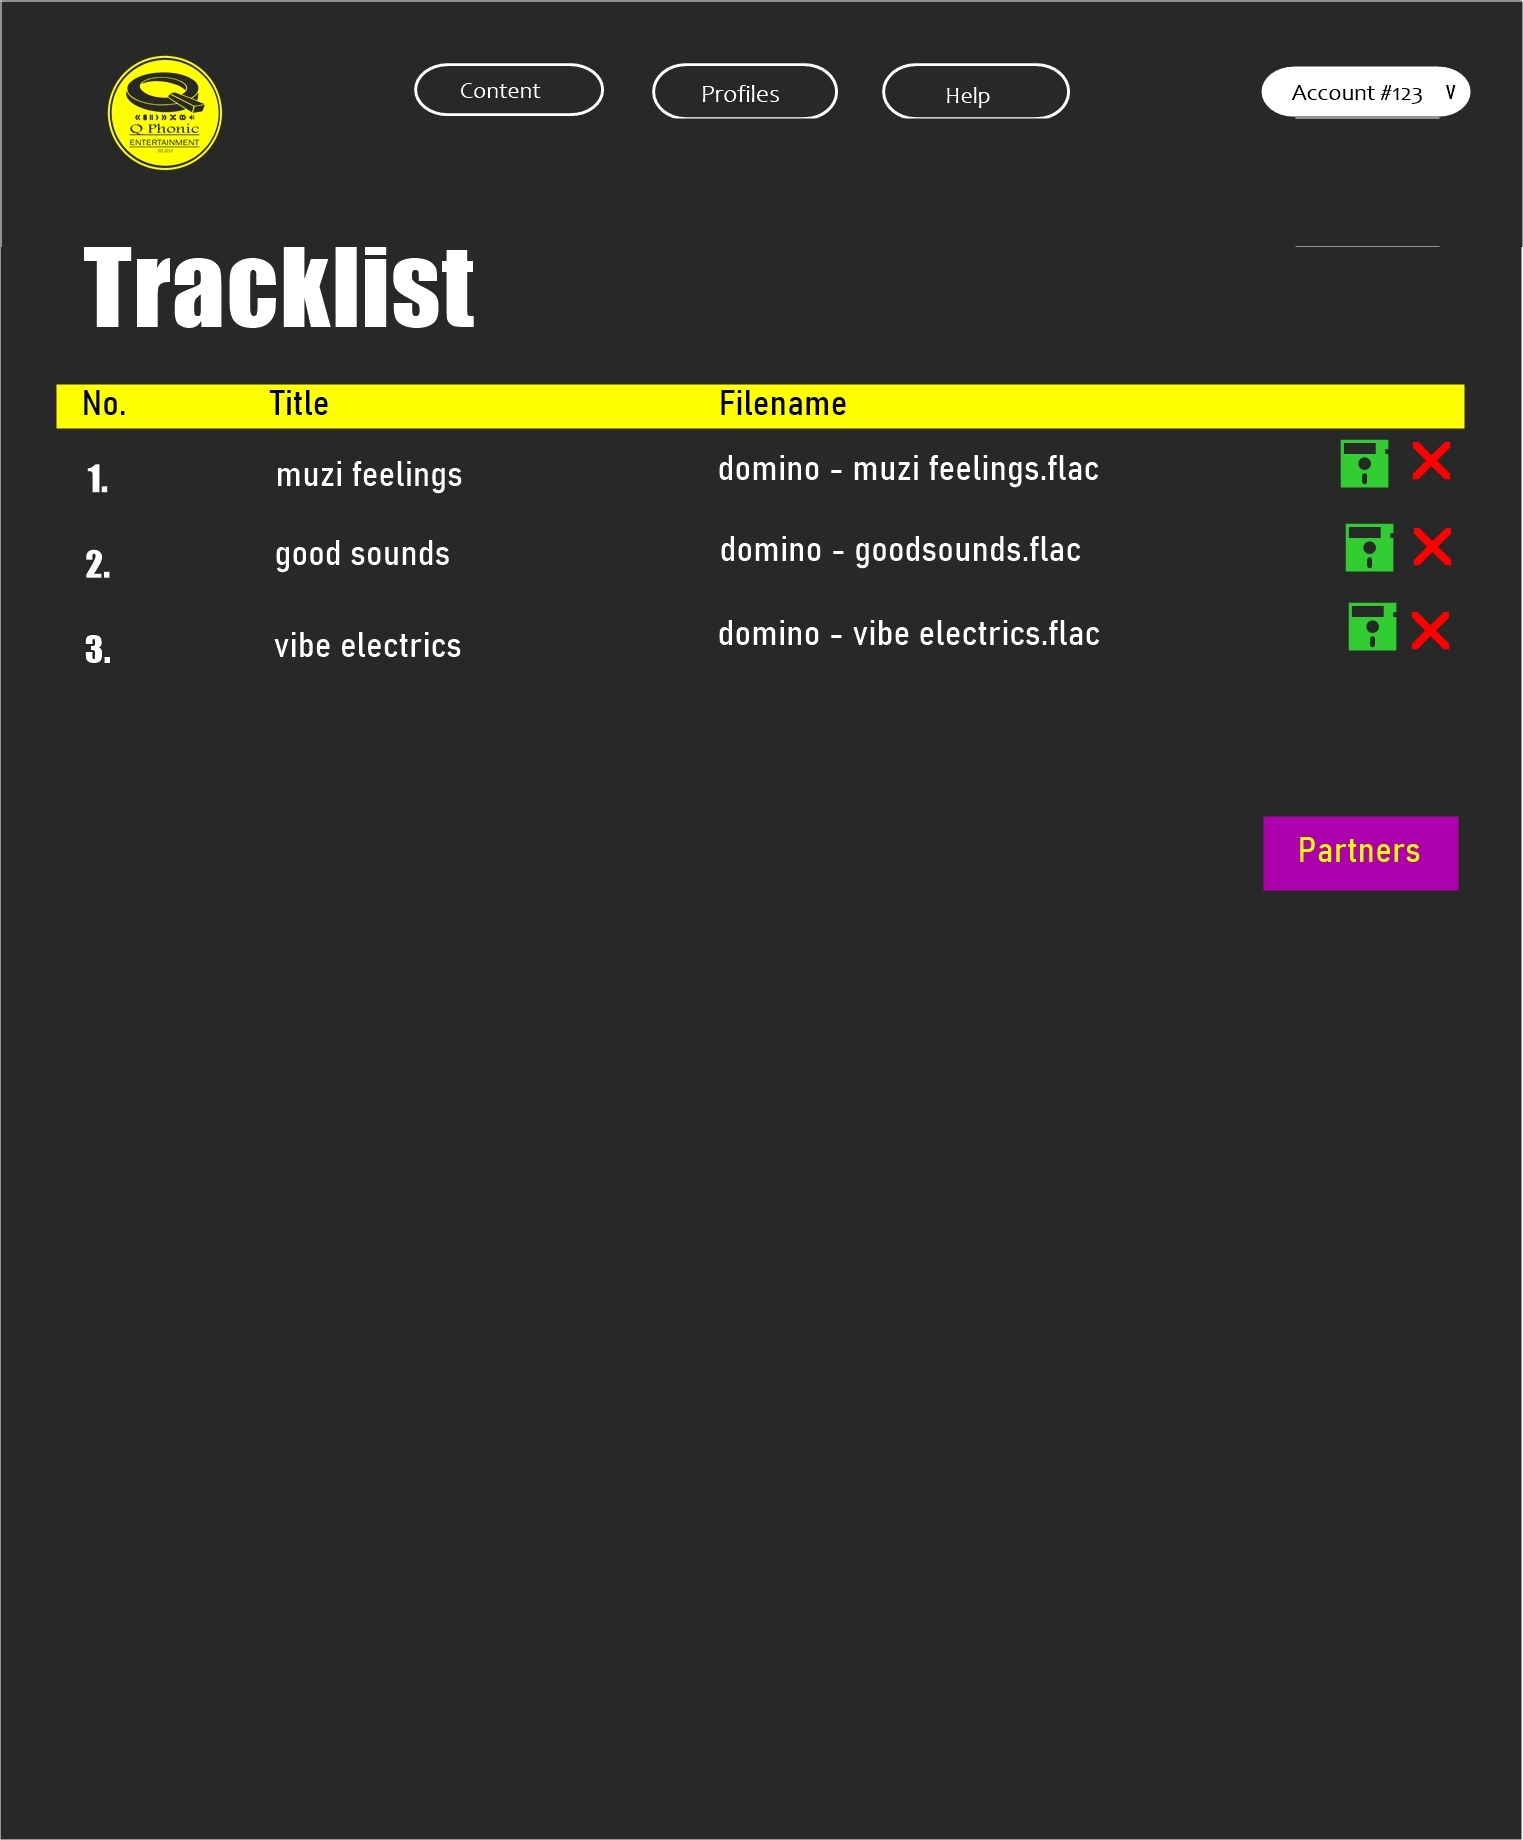 Content Profiles Help Account #123 V
Q Phonic
ENTERTAINMENT
Tracklist
No. Title Filename
1. muzi feelings domino - muzi feelings.flac
2. good sounds domino - goodsounds.flac
3. vibe electrics domino - vibe electrics.flac
Partners